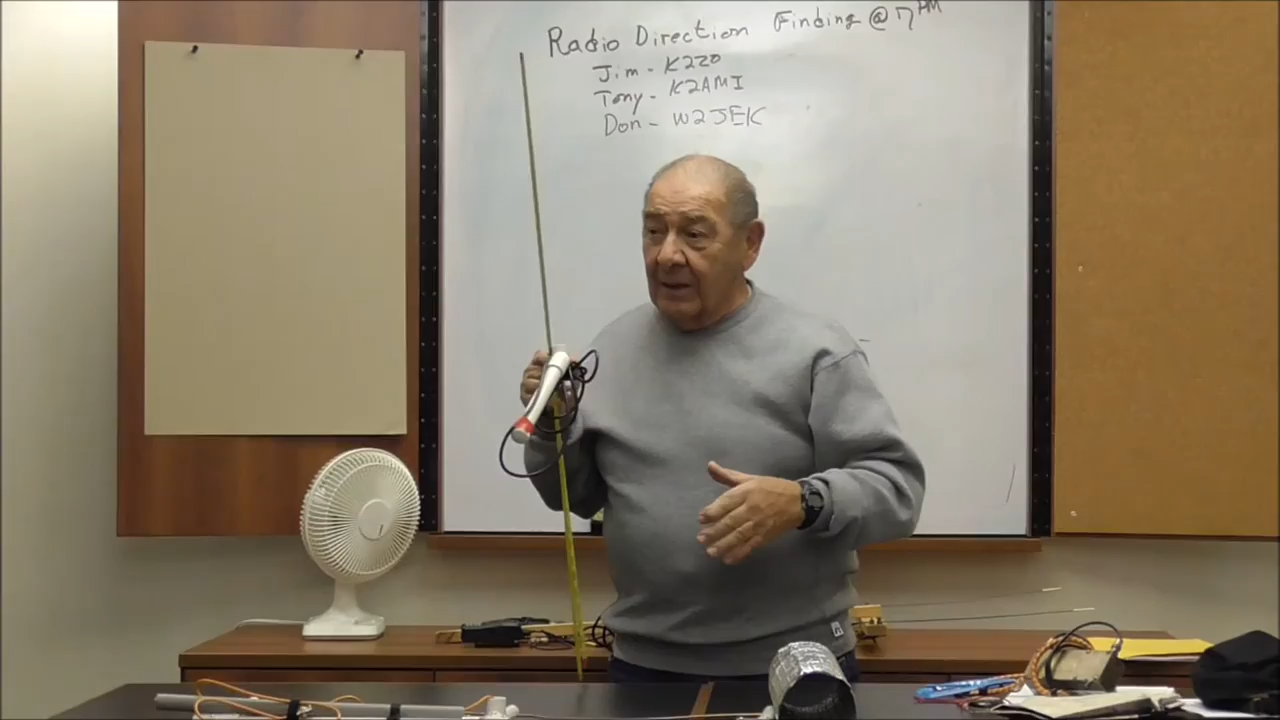 Radio Direction Finding @ 7PM
Jim - K2ZO
Tony - K2AMI
Don - W2JEK